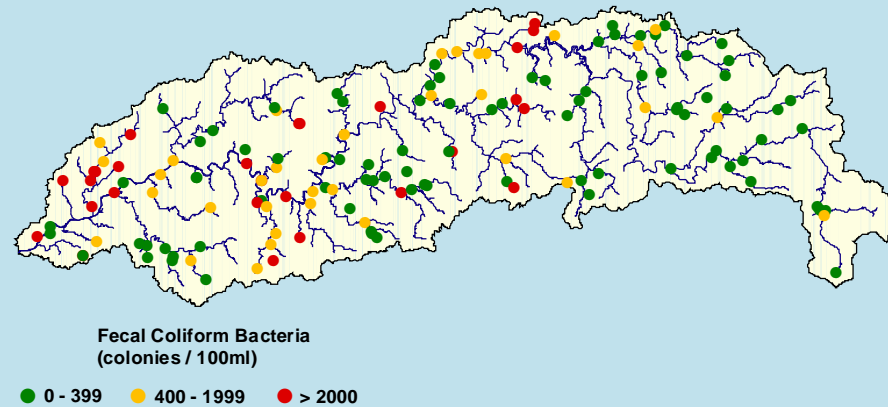 Fecal Coliform Bacteria
(colonies / 100ml)
0 - 399 400 - 1999 > 2000